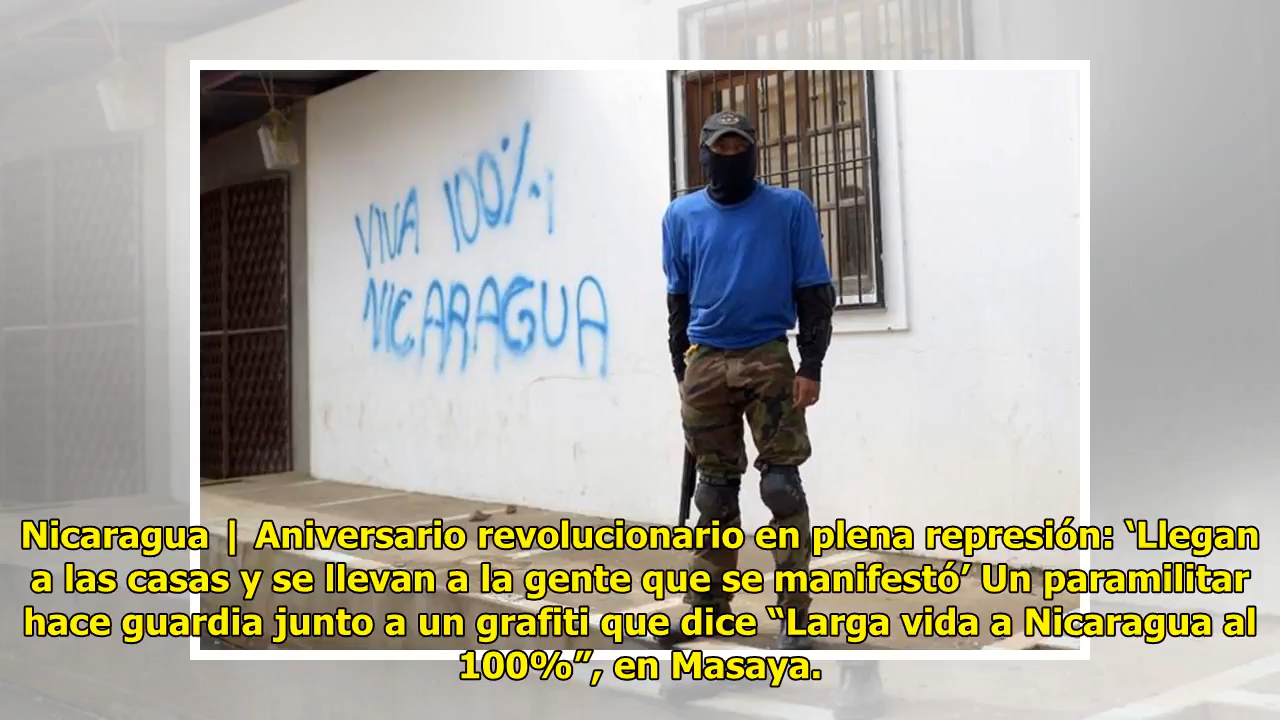 VIVA 100%
NICARAGUA
Nicaragua | Aniversario revolucionario en plena represión: ‘Llegan
a las casas y se llevan a la gente que se manifestó’ Un paramilitar
hace guardia junto a un grafiti que dice “Larga vida a Nicaragua al
100%”, en Masaya.